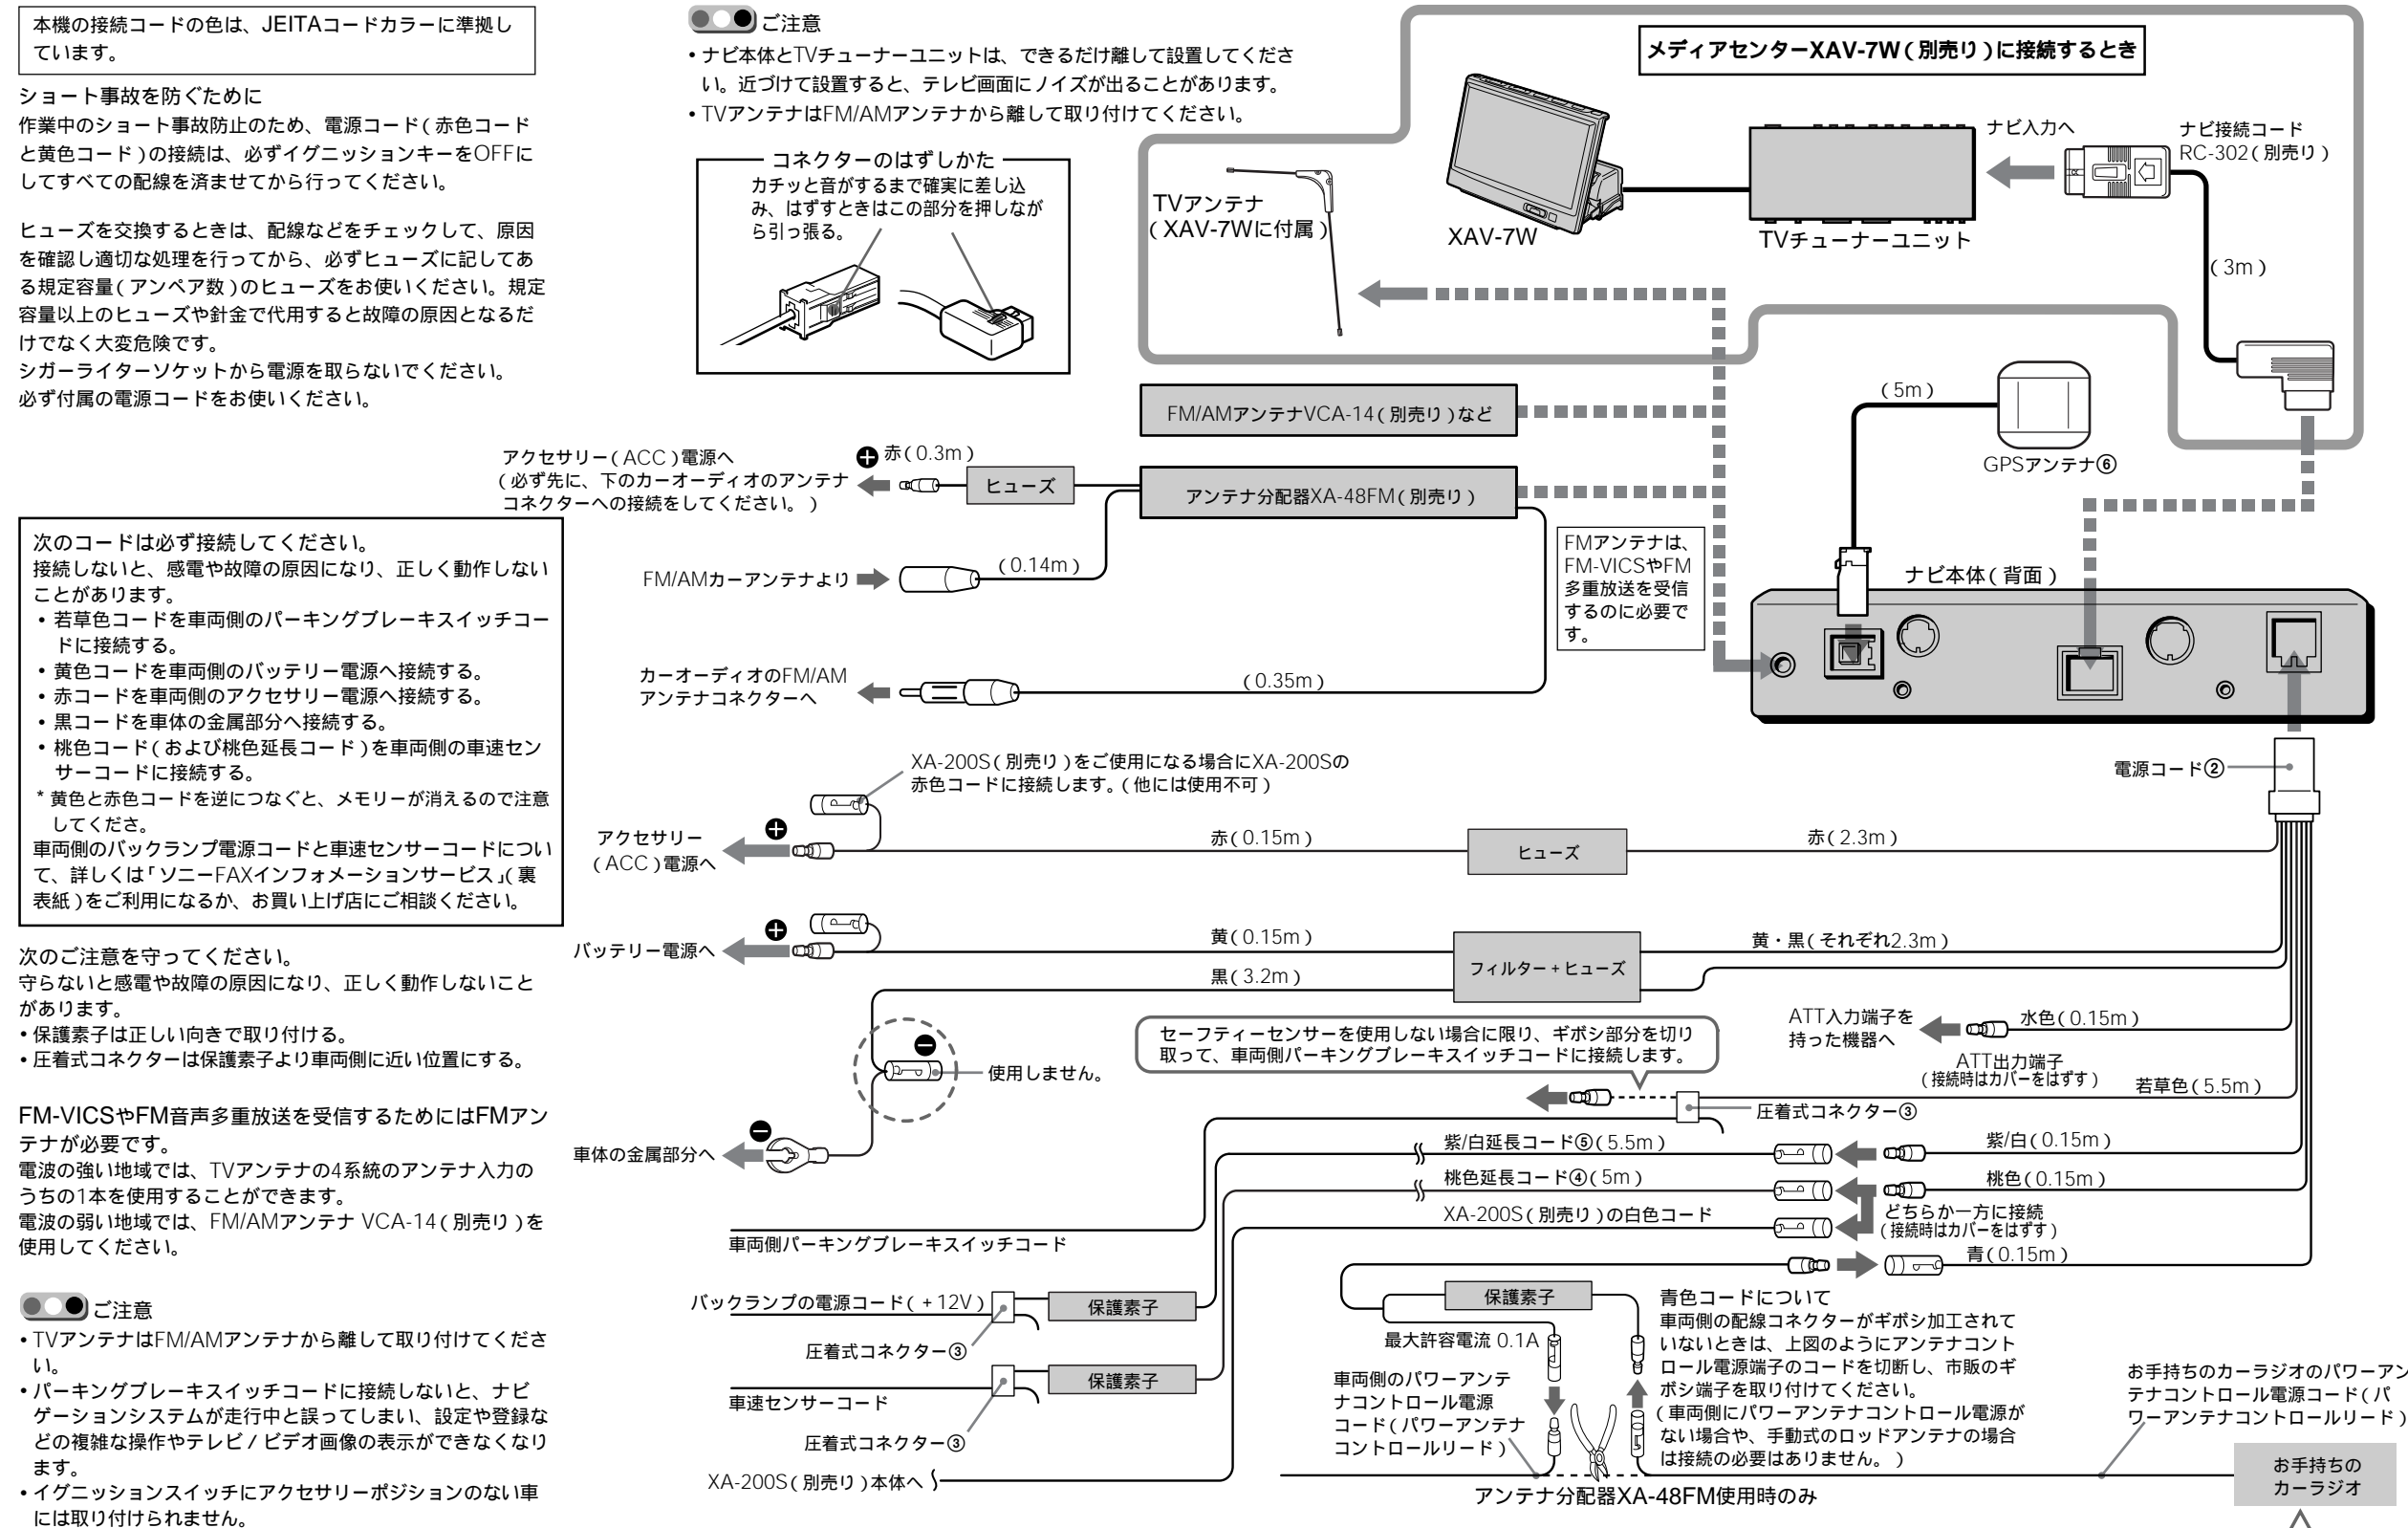 本機の接続コードの色は、JEITAコードカラーに準拠し
ています。
ショート事故を防ぐために
作業中のショート事故防止のため、電源コード(赤色コード
と黄色コード)の接続は、必ずイグニッションキーをOFFに
してすべての配線を済ませてから行ってください。
ヒューズを交換するときは、配線などをチェックして、原因
を確認し適切な処理を行ってから、必ずヒューズに記してあ
る規定容量(アンペア数)のヒューズをお使いください。規定
容量以上のヒューズや針金で代用すると故障の原因となるだ
けでなく大変危険です。
シガーライターソケットから電源を取らないでください。
必ず付属の電源コードをお使いください。
次のコードは必ず接続してください。
接続しないと、感電や故障の原因になり、正しく動作しない
ことがあります。
• 若草色コードを車両側のパーキングブレーキスイッチコー
ドに接続する。
• 黄色コードを車両側のバッテリー電源へ接続する。
• 赤コードを車両側のアクセサリー電源へ接続する。
• 黒コードを車体の金属部分へ接続する。
• 桃色コード(および桃色延長コード)を車両側の車速セン
サーコードに接続する。
* 黄色と赤色コードを逆につなぐと、メモリーが消えるので注意
してくださ。
車両側のバックランプ電源コードと車速センサーコードについ
て、詳しくは「ソニーFAXインフォメーションサービス」(裏
表紙)をご利用になるか、お買い上げ店にご相談ください。
次のご注意を守ってください。
守らないと感電や故障の原因になり、正しく動作しないこと
があります。
• 保護素子は正しい向きで取り付ける。
• 圧着式コネクターは保護素子より車両側に近い位置にする。
FM-VICSやFM音声多重放送を受信するためにはFMアン
テナが必要です。
電波の強い地域では、TVアンテナの4系統のアンテナ入力の
うちの1本を使用することができます。
電波の弱い地域では、FM/AMアンテナ VCA-14(別売り)を
使用してください。
ご注意
• TVアンテナはFM/AMアンテナから離して取り付けてくださ
い。
• パーキングブレーキスイッチコードに接続しないと、ナビ
ゲーションシステムが走行中と誤ってしまい、設定や登録な
どの複雑な操作やテレビ/ビデオ画像の表示ができなくなり
ます。
• イグニッションスイッチにアクセサリーポジションのない車
には取り付けられません。
ご注意
• ナビ本体とTVチューナーユニットは、できるだけ離して設置してくださ
い。近づけて設置すると、テレビ画面にノイズが出ることがあります。
• TVアンテナはFM/AMアンテナから離して取り付けてください。
コネクターのはずしかた
カチッと音がするまで確実に差し込
み、はずすときはこの部分を押しなが
ら引っ張る。
メディアセンターXAV-7W(別売り)に接続するとき
TVアンテナ
(XAV-7Wに付属)
XAV-7W
TVチューナーユニット
ナビ入力へ
ナビ接続コード
RC-302(別売り)
(3m)
FM/AMアンテナVCA-14(別売り)など
(5m)
GPSアンテナ⑥
アクセサリー(ACC)電源へ
(必ず先に、下のカーオーディオのアンテナ
コネクターへの接続をしてください。)
赤(0.3m)
ヒューズ
アンテナ分配器XA-48FM(別売り)
FM/AMカーアンテナより
(0.14m)
FMアンテナは、
FM-VICSやFM
多重放送を受信
するのに必要で
す。
ナビ本体(背面)
カーオーディオのFM/AM
アンテナコネクターへ
(0.35m)
XA-200S(別売り)をご使用になる場合にXA-200Sの
赤色コードに接続します。(他には使用不可)
電源コード②
アクセサリー
(ACC)電源へ
赤(0.15m)
ヒューズ
赤(2.3m)
バッテリー電源へ
黄(0.15m)
黒(3.2m)
フィルター+ヒューズ
黄・黒(それぞれ2.3m)
使用しません。
車体の金属部分へ
ATT入力端子を
持った機器へ
水色(0.15m)
ATT出力端子
(接続時はカバーをはずす)
セーフティーセンサーを使用しない場合に限り、ギボシ部分を切り
取って、車両側パーキングブレーキスイッチコードに接続します。
若草色(5.5m)
圧着式コネクター③
紫/白延長コード⑤(5.5m)
紫/白(0.15m)
桃色延長コード④(5m)
桃色(0.15m)
XA-200S(別売り)の白色コード
どちらか一方に接続
(接続時はカバーをはずす)
青(0.15m)
車両側パーキングブレーキスイッチコード
バックランプの電源コード(+12V)
保護素子
圧着式コネクター③
車速センサーコード
保護素子
圧着式コネクター③
XA-200S(別売り)本体へ
保護素子
最大許容電流 0.1A
車両側のパワーアンテ
ナコントロール電源
コード(パワーアンテナ
コントロールリード)
青色コードについて
車両側の配線コネクターがギボシ加工されて
いないときは、上図のようにアンテナコント
ロール電源端子のコードを切断し、市販のギ
ボシ端子を取り付けてください。
(車両側にパワーアンテナコントロール電源が
ない場合や、手動式のロッドアンテナの場合
は接続の必要はありません。)
お手持ちのカーラジオのパワーアン
テナコントロール電源コード(パ
ワーアンテナコントロールリード)
お手持ちの
カーラジオ
アンテナ分配器XA-48FM使用時のみ